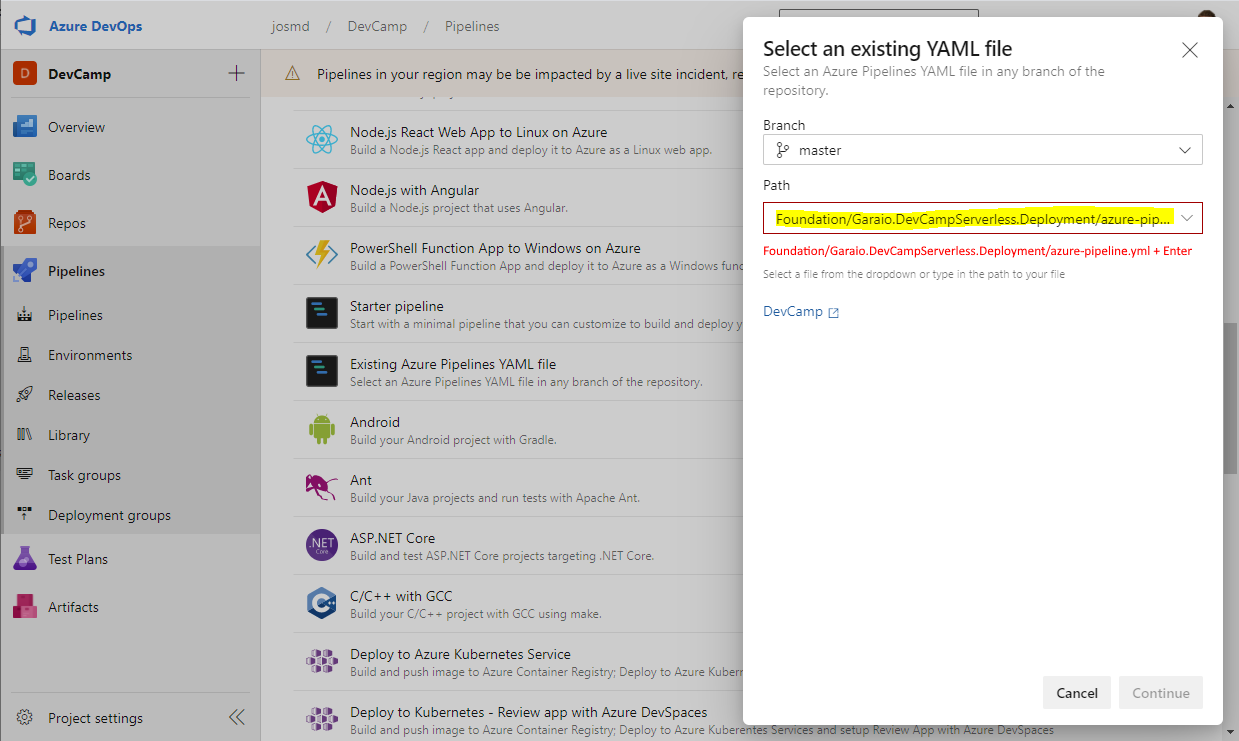 Azure DevOps
josmd / DevCamp / Pipelines
D DevCamp
Overview
Boards
Repos
Pipelines
Pipelines
Environments
Releases
Library
Task groups
Deployment groups
Test Plans
Artifacts
Project settings
Pipelines in your region may be impacted by a live site incident, re
Node.js React Web App to Linux on Azure
Build a Node.js React app and deploy it to Azure as a Linux web app.
Node.js with Angular
Build a Node.js project that uses Angular.
PowerShell Function App to Windows on Azure
Build a PowerShell Function App and deploy it to Azure as a Windows func
Starter pipeline
Start with a minimal pipeline that you can customize to build and deploy y
Existing Azure Pipelines YAML file
Select an Azure Pipelines YAML file in any branch of the repository.
Android
Build your Android project with Gradle.
Ant
Build your Java projects and run tests with Apache Ant.
.NET
Core
ASP.NET Core
Build and test ASP.NET Core projects targeting .NET Core.
C
C/C++ with GCC
Build your C/C++ project with GCC using make.
Deploy to Azure Kubernetes Service
Build and push image to Azure Container Registry; Deploy to Azure Kubern
Deploy to Kubernetes - Review app with Azure DevSpaces
Build and push image to Azure Container Registry; Deploy to Azure Kuberentes Services and setup Review App with Azure DevSpaces
Select an existing YAML file
Select an Azure Pipelines YAML file in any branch of the
repository.
Branch
master
Path
Foundation/Garaio.DevCampServerless.Deployment/azure-pip...
Foundation/Garaio.DevCampServerless.Deployment/azure-pipeline.yml + Enter
Select a file from the dropdown or type in the path to your file
DevCamp
Cancel
Continue